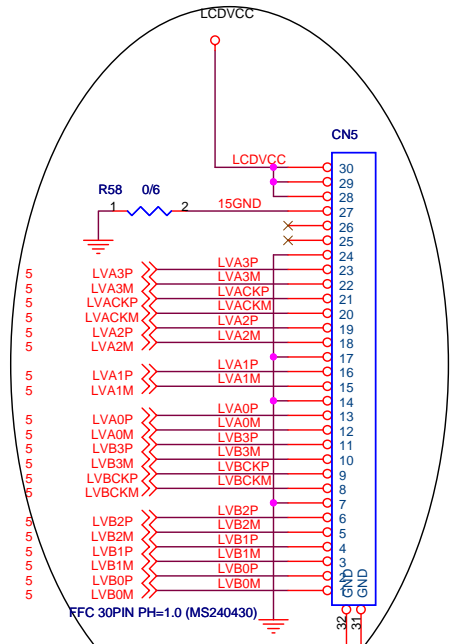 LCDVCC
CN5
LCDVCC 30
29
R58 0/6 28
1 2 15GND 27
26
25
24
5 LVA3P LVA3P 23
5 LVA3M LVA3M 22
5 LVACKP LVACKP 21
5 LVACKM LVACKM 20
5 LVA2P LVA2P 19
5 LVA2M LVA2M 18
17
5 LVA1P LVA1P 16
5 LVA1M LVA1M 15
14
5 LVA0P LVA0P 13
5 LVA0M LVA0M 12
5 LVB3P LVB3P 11
5 LVB3M LVB3M 10
5 LVBCKP LVBCKP 9
5 LVBCKM LVBCKM 8
7
5 LVB2P LVB2P 6
5 LVB2M LVB2M 5
5 LVB1P LVB1P 4
5 LVB1M LVB1M 3
5 LVB0P LVB0P 2
5 LVB0M LVB0M 1
GND GND
FFC 30PIN PH=1.0 (MS240430)
32 31